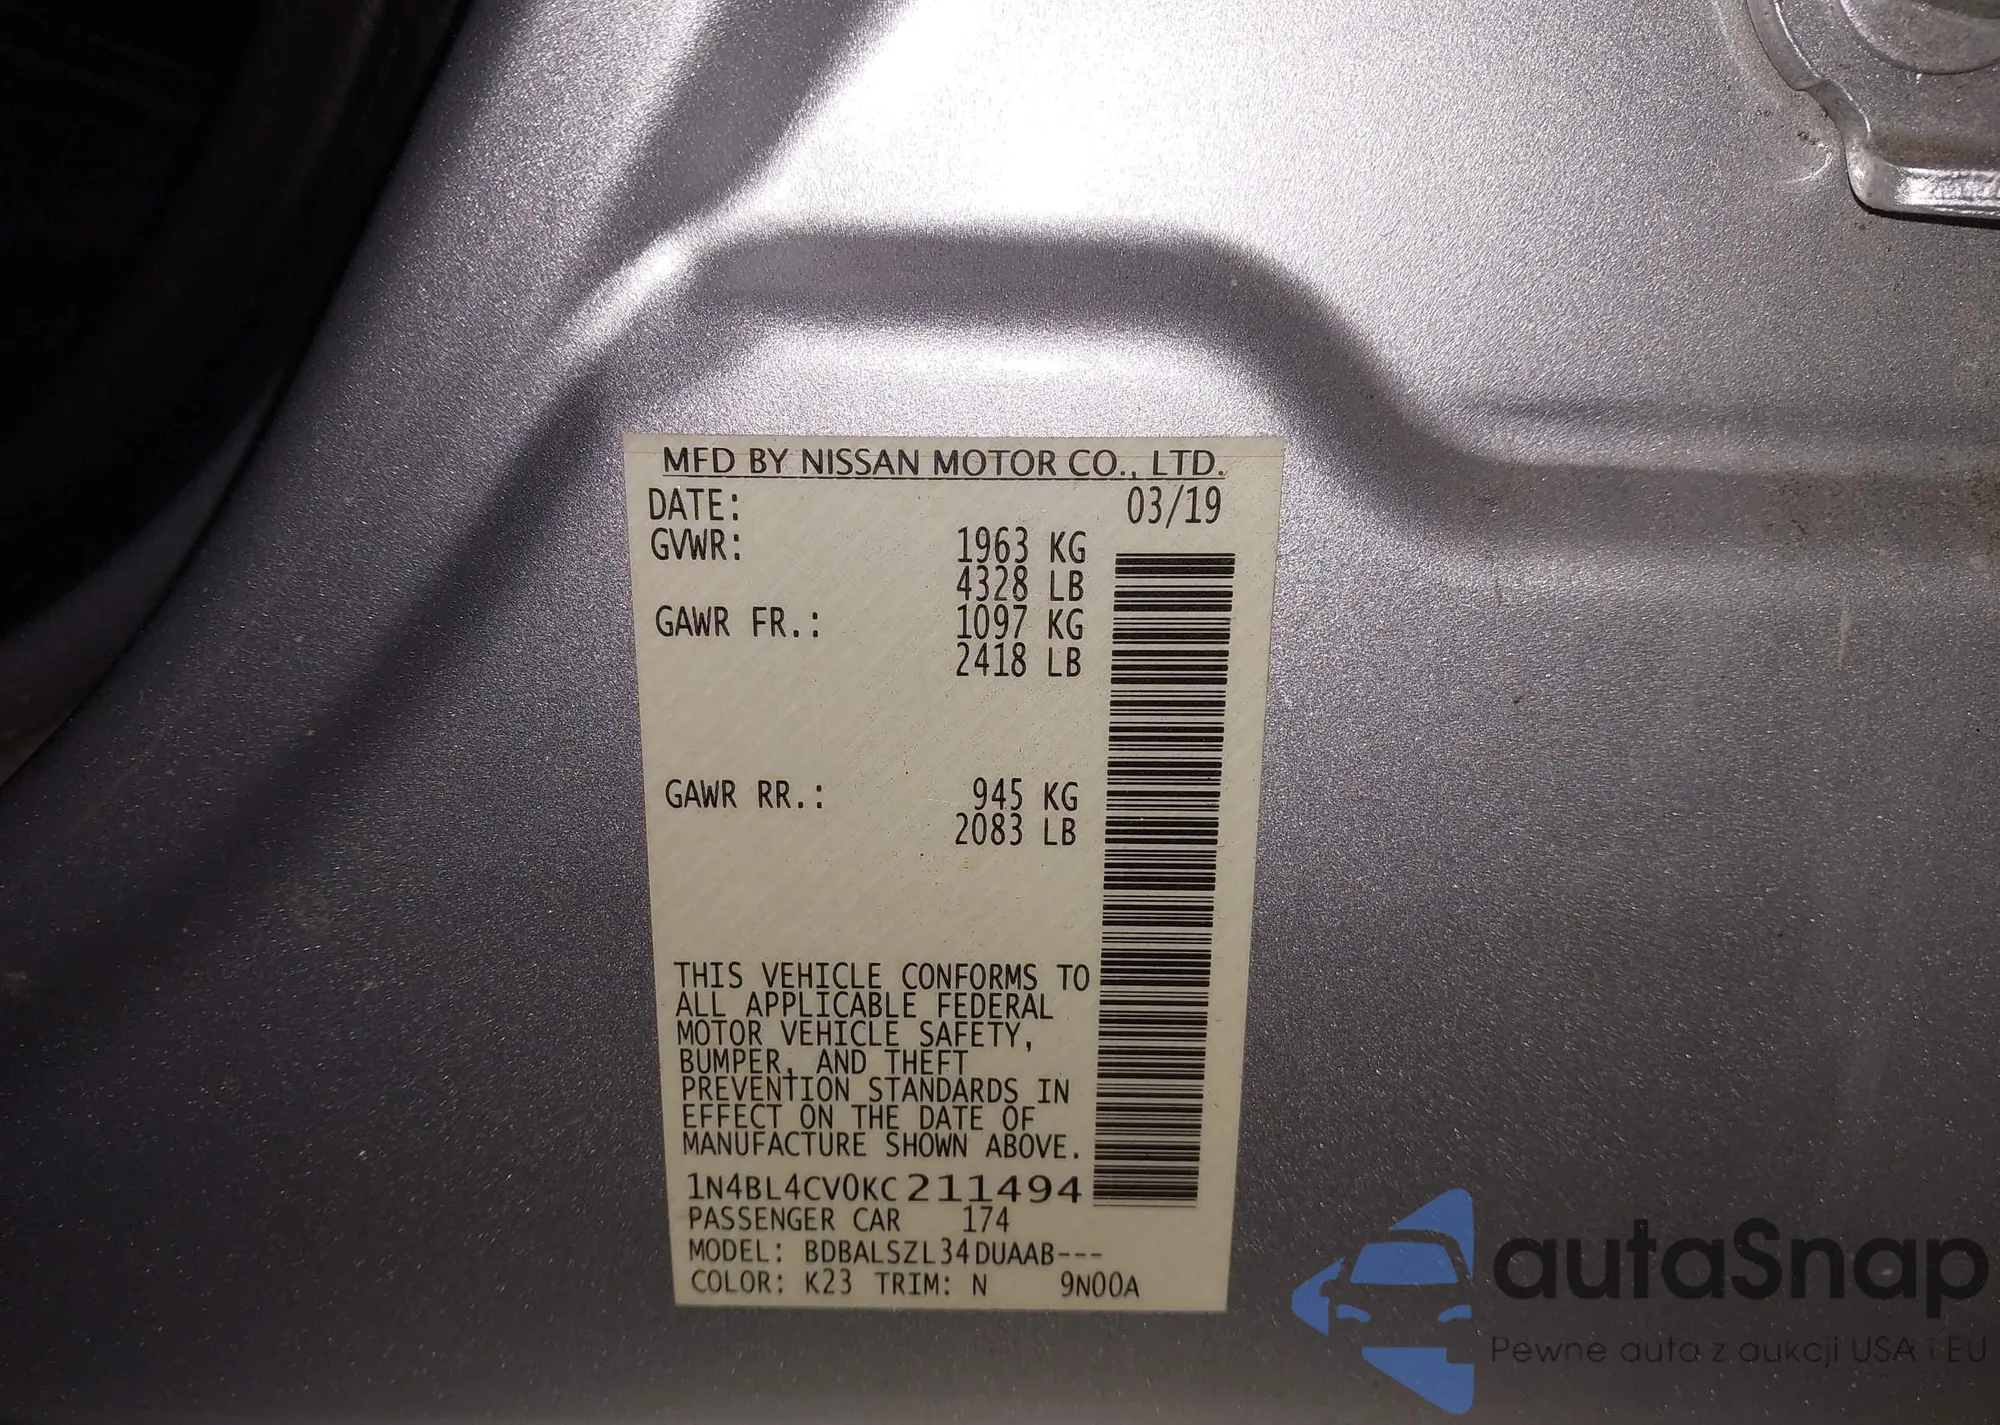 MFD BY NISSAN MOTOR CO., LTD.
DATE: 03/19
GVWR: 1963 KG
4328 LB
GAWR FR.: 1097 KG
2418 LB
GAWR RR.: 945 KG
2083 LB
THIS VEHICLE CONFORMS TO
ALL APPLICABLE FEDERAL
MOTOR VEHICLE SAFETY,
BUMPER, AND THEFT
PREVENTION STANDARDS IN
EFFECT ON THE DATE OF
MANUFACTURE SHOWN ABOVE.
1N4BL4CV0KC211494
PASSENGER CAR 174
MODEL: BDBALSZL34DUAAB---
COLOR: K23 TRIM: N 9N00A
autaSnap
Pewne auta z aukcji USA i EU